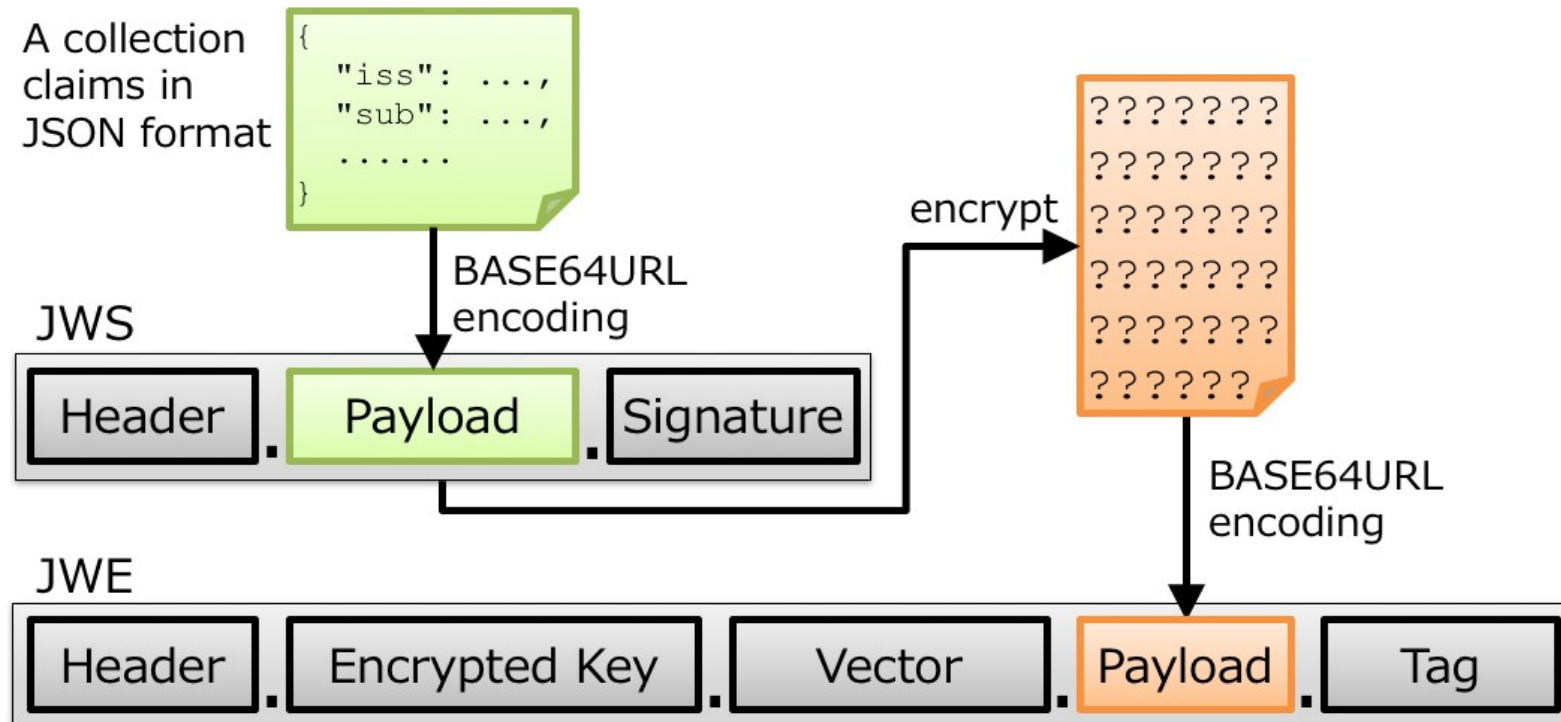 A collection
claims in
JSON format
{
"iss": ...,
"sub": ...,
......
}
BASE64URL
encoding
JWS
Header . Payload . Signature
encrypt
???????
???????
???????
???????
???????
??????
BASE64URL
encoding
JWE
Header . Encrypted Key . Vector . Payload . Tag